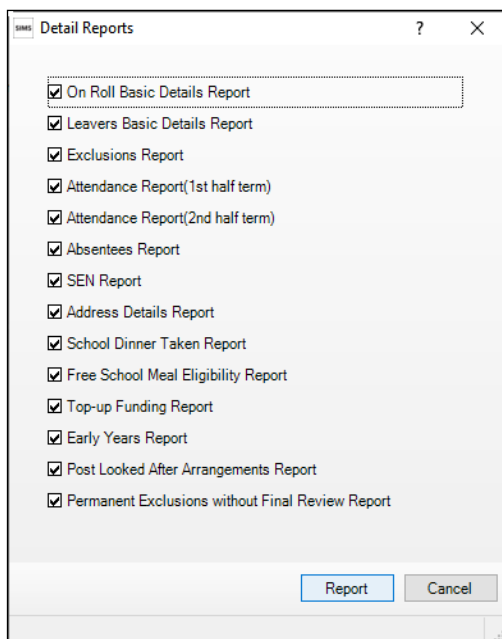 SIMS Detail Reports ? X
On Roll Basic Details Report
Leavers Basic Details Report
Exclusions Report
Attendance Report(1st half term)
Attendance Report(2nd half term)
Absentees Report
SEN Report
Address Details Report
School Dinner Taken Report
Free School Meal Eligibility Report
Top-up Funding Report
Early Years Report
Post Looked After Arrangements Report
Permanent Exclusions without Final Review Report
Report Cancel